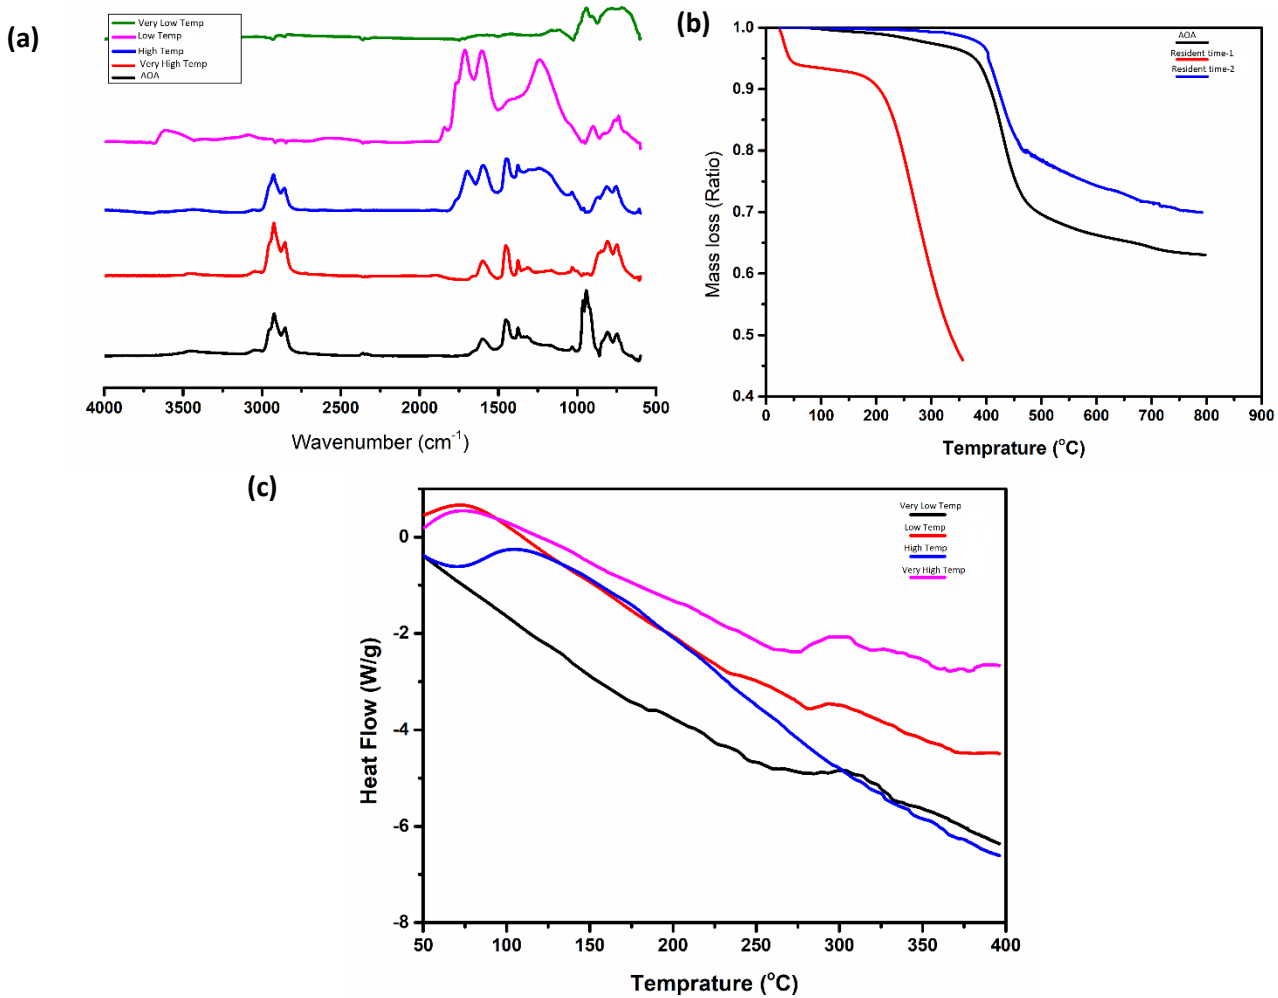 (a)
Very Low Temp
Low Temp
High Temp
Very High Temp
AOA
4000 3500 3000 2500 2000 1500 1000 500
Wavenumber (cm⁻¹)
(b)
1.0
0.9
0.8
0.7
0.6
0.5
0.4
Mass loss (Ratio)
AOA
Resident time-1
Resident time-2
0 100 200 300 400 500 600 700 800 900
Temprature (°C)
(c)
0
-2
-4
-6
-8
Heat Flow (W/g)
Very Low Temp
Low Temp
High Temp
Very High Temp
50 100 150 200 250 300 350 400
Temprature (°C)